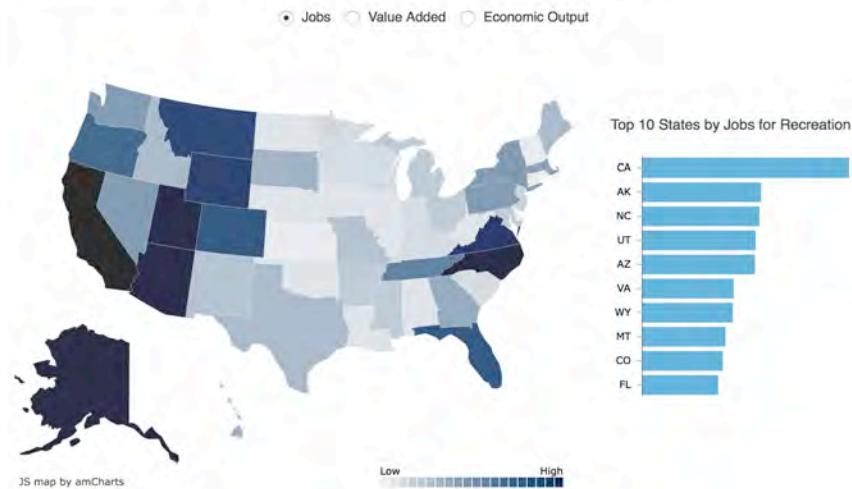 Jobs Value Added Economic Output
Top 10 States by Jobs for Recreation
CA
AK
NC
UT
AZ
VA
WY
MT
CO
FL
Low High
JS map by amCharts